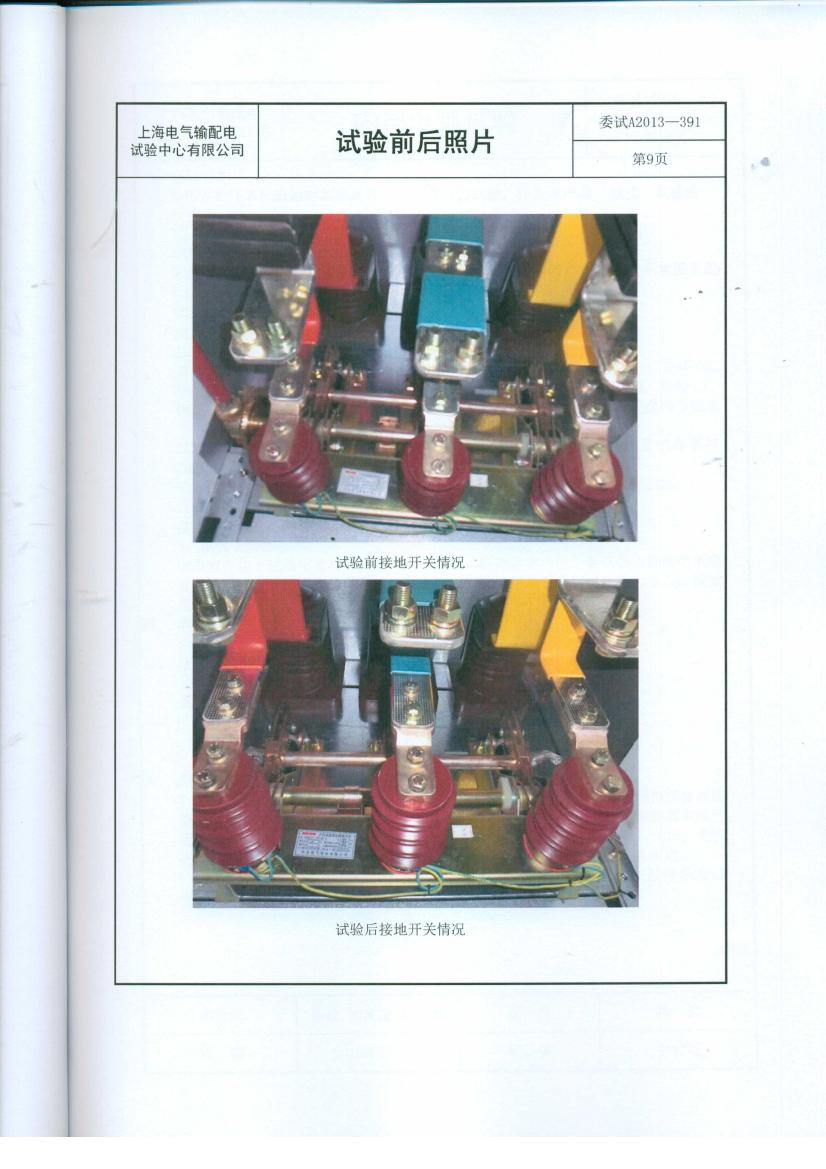 上海电气输配电
试验中心有限公司
试验前后照片
委试A2013—391
第9页
试验前接地开关情况
试验后接地开关情况